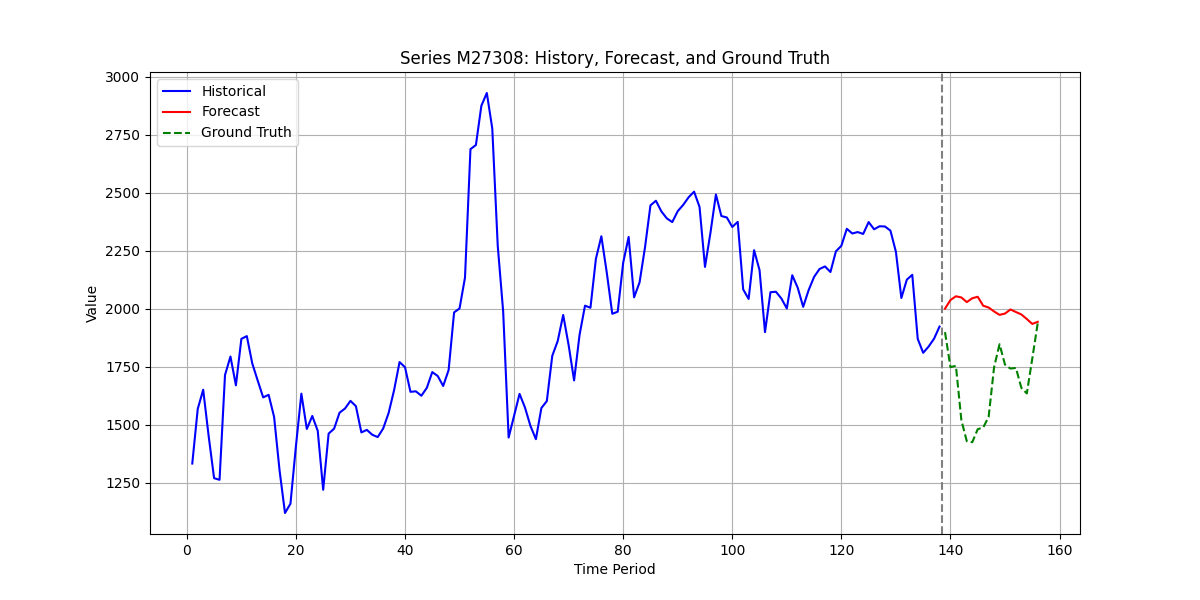 Series M27308: History, Forecast, and Ground Truth
Historical
Forecast
Ground Truth
3000
2750
2500
2250
2000
1750
1500
1250
Value
0 20 40 60 80 100 120 140 160
Time Period